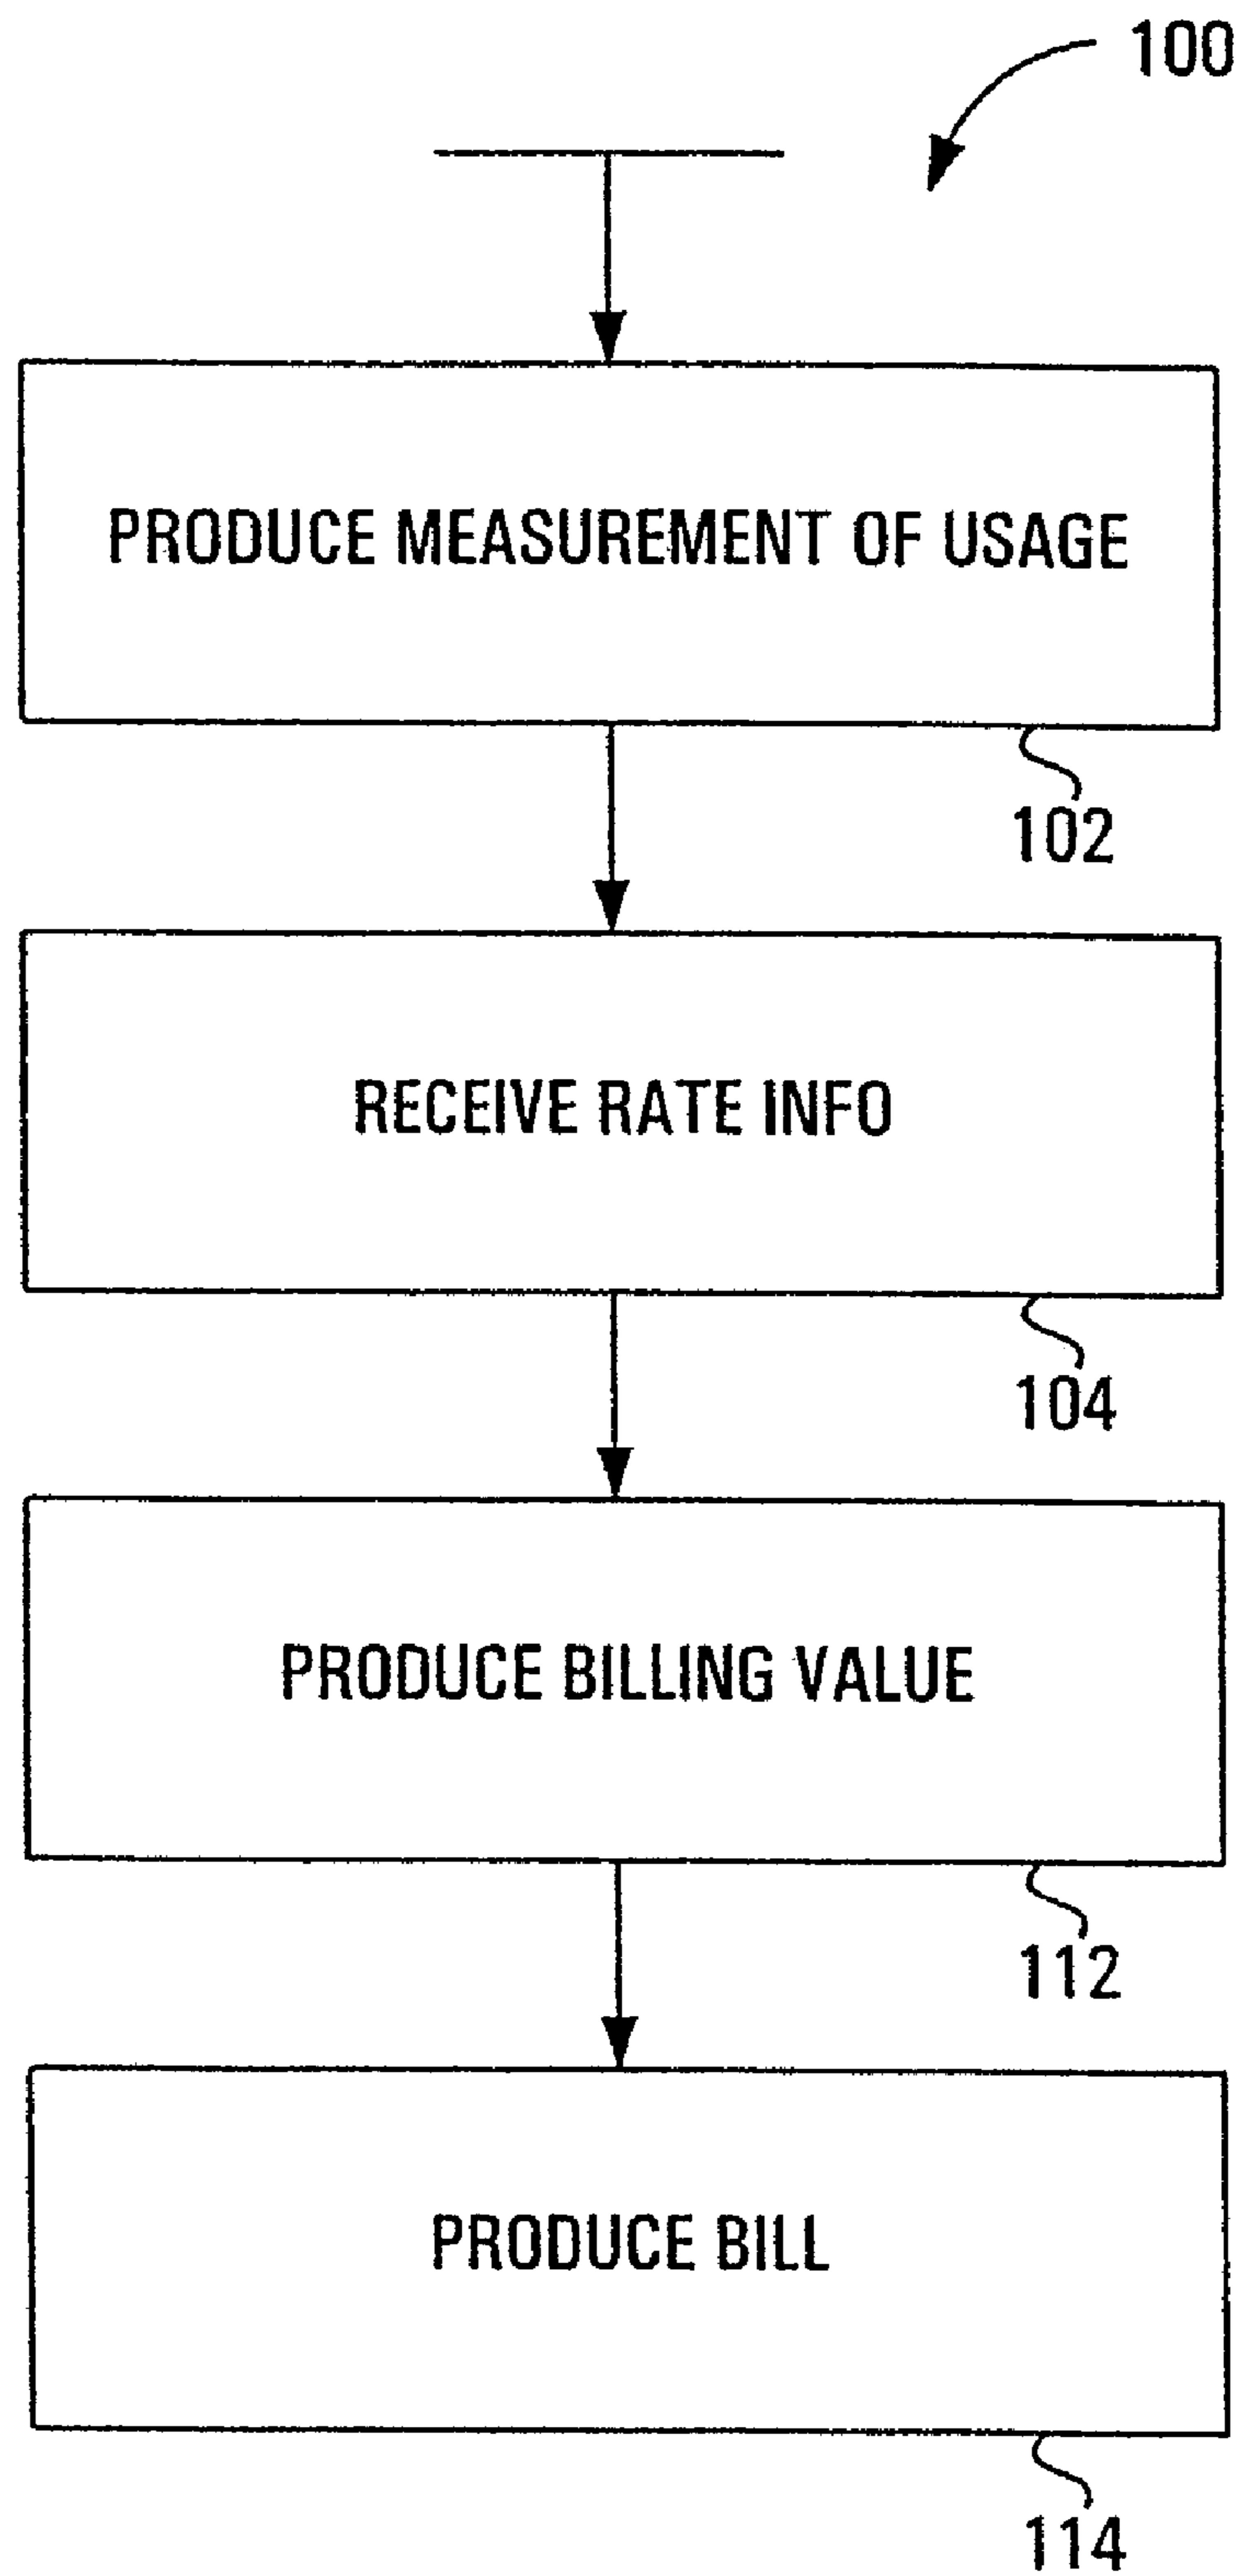 100
PRODUCE MEASUREMENT OF USAGE
102
RECEIVE RATE INFO
104
PRODUCE BILLING VALUE
112
PRODUCE BILL
114